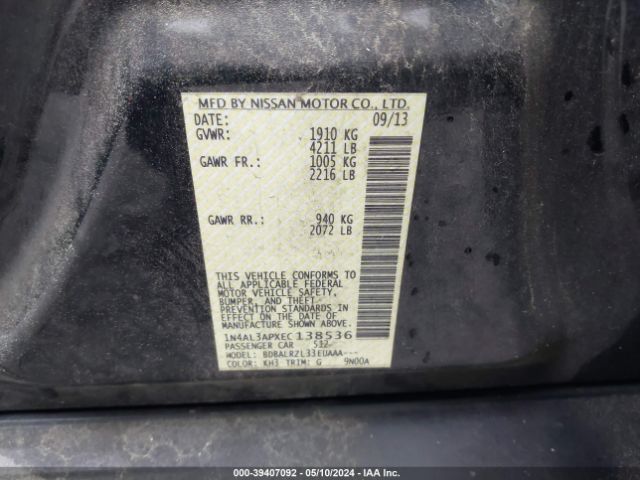 MFD BY NISSAN MOTOR CO., LTD.
DATE: 09/13
GVWR: 1910 KG
4211 LB
GAWR FR.: 1005 KG
2216 LB
GAWR RR.: 940 KG
2072 LB
THIS VEHICLE CONFORMS TO
ALL APPLICABLE FEDERAL
MOTOR VEHICLE SAFETY,
BUMPER, AND THEFT
PREVENTION STANDARDS IN
EFFECT ON THE DATE OF
MANUFACTURE SHOWN ABOVE.
1N4AL3APXEC138536
PASSENGER CAR 512
MODEL: BDBALRZL33EUAAA---
COLOR: KH3 TRIM: G 9N00A
000-39407092 - 05/10/2024 - IAA Inc.